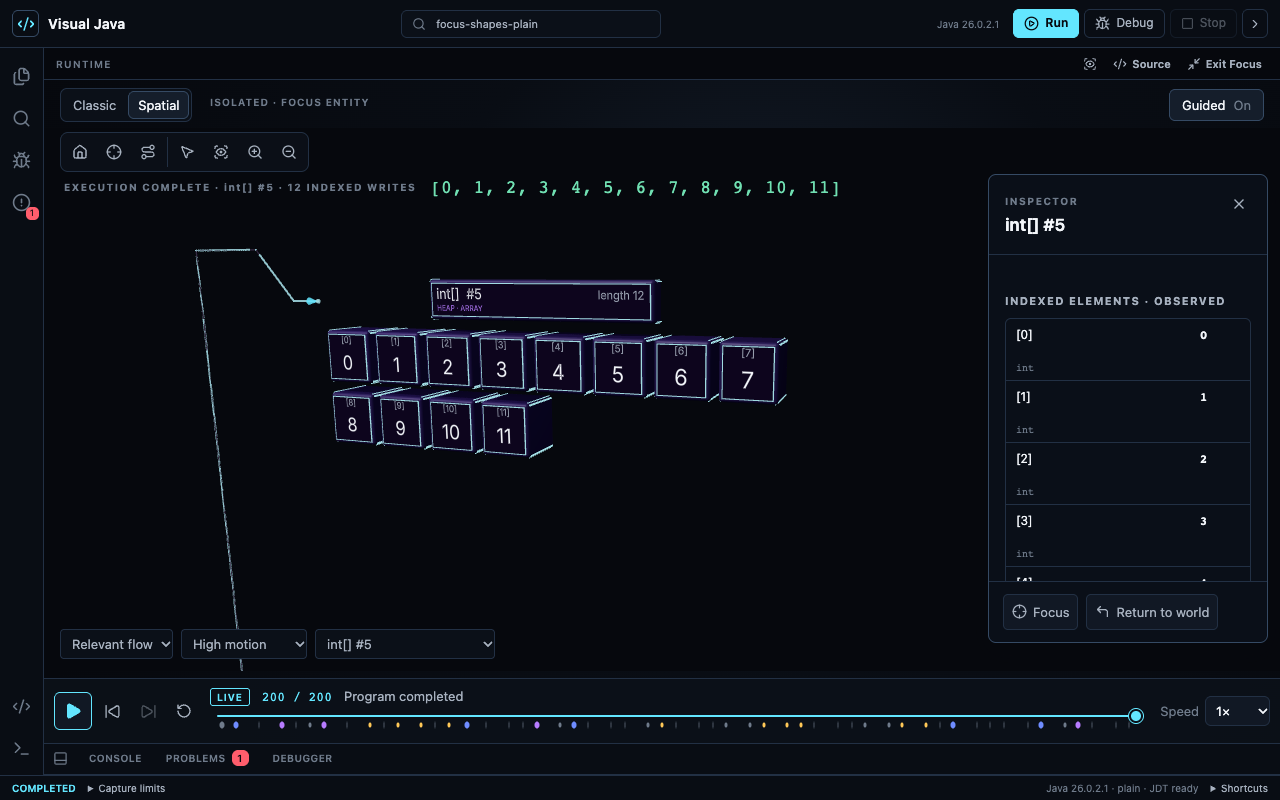 Visual Java
focus-shapes-plain
Java 26.0.2.1
Run
Debug
Stop
RUNTIME
Source
Exit Focus
Classic
Spatial
ISOLATED · FOCUS ENTITY
Guided On
EXECUTION COMPLETE · int[] #5 · 12 INDEXED WRITES
[0, 1, 2, 3, 4, 5, 6, 7, 8, 9, 10, 11]
int[] #5
length 12
HEAP · ARRAY
[0] [1] [2] [3] [4] [5] [6] [7]
0 1 2 3 4 5 6 7
[8] [9] [10] [11]
8 9 10 11
INSPECTOR
int[] #5
INDEXED ELEMENTS · OBSERVED
[0] 0
int
[1] 1
int
[2] 2
int
[3] 3
int
Focus
Return to world
1
Relevant flow
High motion
int[] #5
LIVE
200 / 200
Program completed
Speed
1×
CONSOLE
PROBLEMS 1
DEBUGGER
COMPLETED
Capture limits
Java 26.0.2.1 · plain · JDT ready
Shortcuts